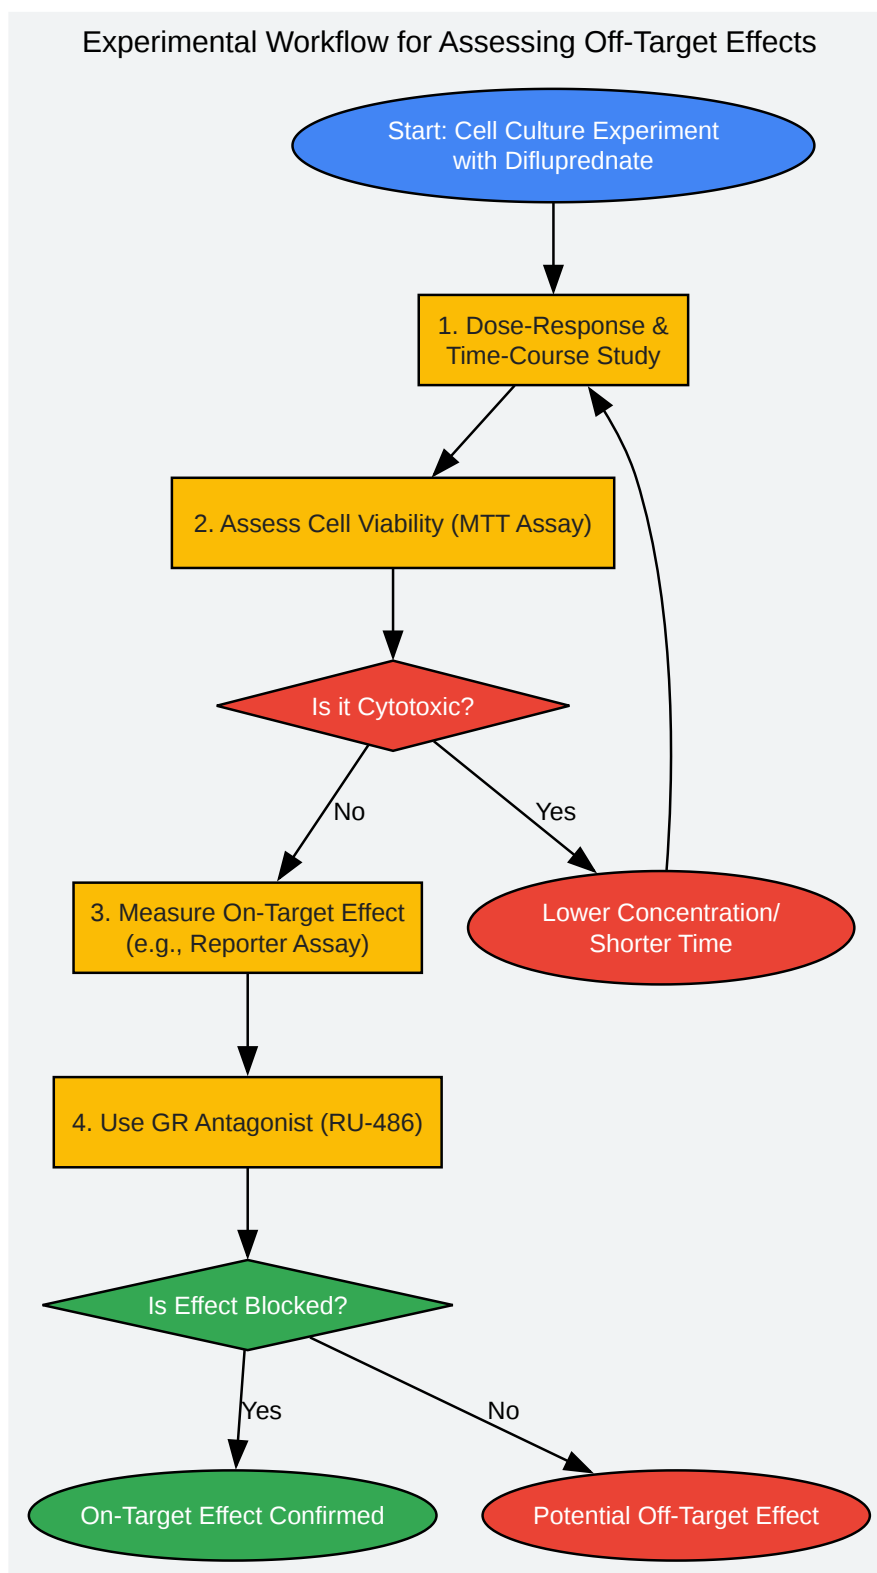 Experimental Workflow for Assessing Off-Target Effects
Start: Cell Culture Experiment
with Difluprednate
1. Dose-Response &
Time-Course Study
2. Assess Cell Viability (MTT Assay)
Is it Cytotoxic?
No
Yes
3. Measure On-Target Effect
(e.g., Reporter Assay)
Lower Concentration/
Shorter Time
4. Use GR Antagonist (RU-486)
Is Effect Blocked?
Yes
No
On-Target Effect Confirmed
Potential Off-Target Effect